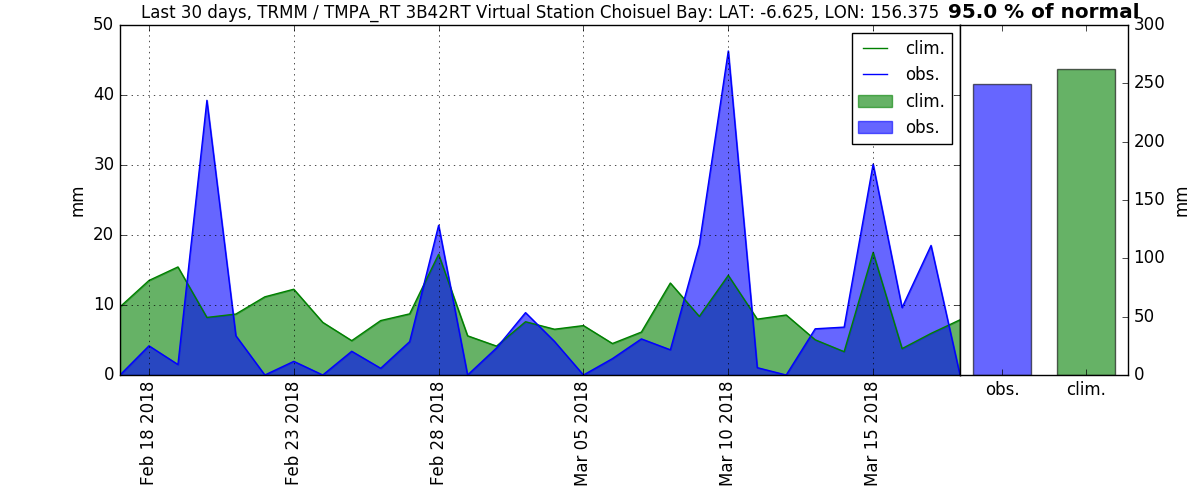 Last 30 days, TRMM / TMPA_RT 3B42RT Virtual Station Choisuel Bay: LAT: -6.625, LON: 156.375
95.0 % of normal
50
40
30
20
10
0
mm
clim.
obs.
clim.
obs.
Feb 18 2018
Feb 23 2018
Feb 28 2018
Mar 05 2018
Mar 10 2018
Mar 15 2018
300
250
200
150
100
50
0
mm
obs.
clim.